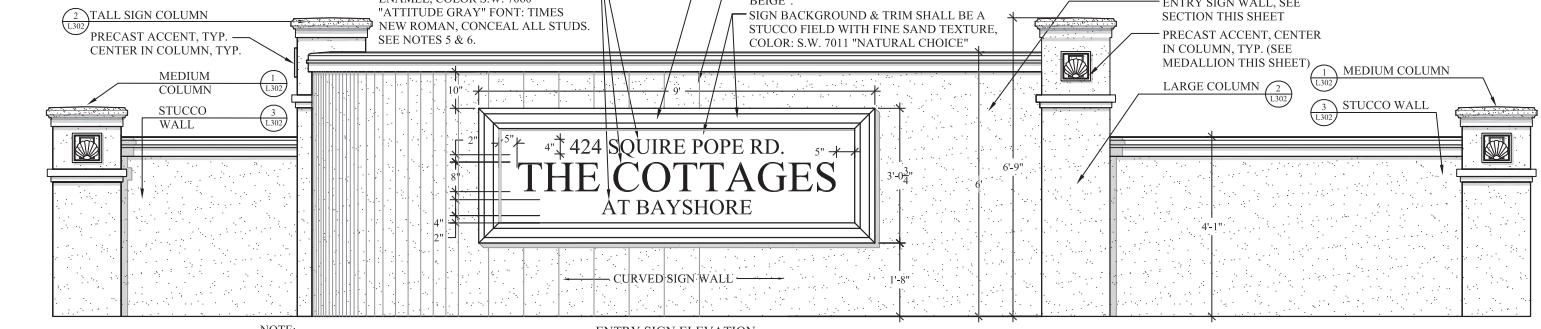 2
L302
TALL SIGN COLUMN
PRECAST ACCENT, TYP.
CENTER IN COLUMN, TYP.
MEDIUM
COLUMN
1
L302
STUCCO
WALL
3
L302
ENAMEL, COLOR S.W. 7060
"ATTITUDE GRAY" FONT: TIMES
NEW ROMAN, CONCEAL ALL STUDS.
SEE NOTES 5 & 6.
BEIGE".
SIGN BACKGROUND & TRIM SHALL BE A
STUCCO FIELD WITH FINE SAND TEXTURE,
COLOR: S.W. 7011 "NATURAL CHOICE"
ENTRY SIGN WALL, SEE
SECTION THIS SHEET
PRECAST ACCENT, CENTER
IN COLUMN, TYP. (SEE
MEDALLION THIS SHEET)
LARGE COLUMN
2
L302
1
L302
MEDIUM COLUMN
3
L302
STUCCO WALL
10"
9'
2"
5"
4"
8"
4"
2"
5"
424 SQUIRE POPE RD.
THE COTTAGES
AT BAYSHORE
3'-0¾"
6'
6'-9"
4'-1"
1'-8"
CURVED SIGN WALL
NOTE:
ENTRY SIGN ELEVATION